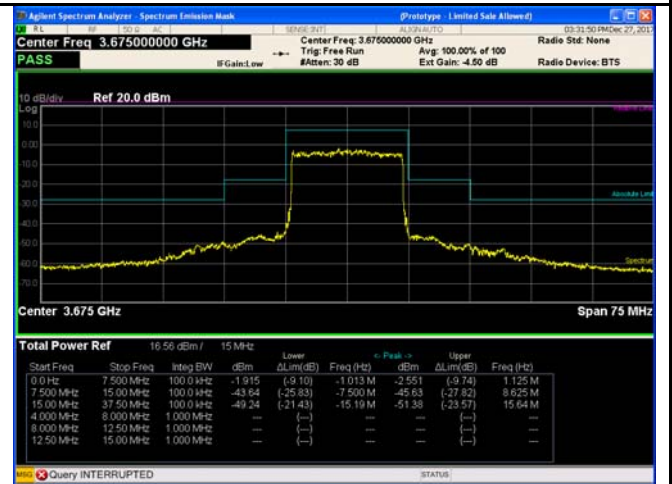 Agilent Spectrum Analyzer - Spectrum Emission Mask (Prototype - Limited Sale Allowed)
RL RF 50 Ω AC SENSE:INT ALIGN AUTO 03:31:50 PM Dec 27, 2017
Center Freq 3.675000000 GHz Center Freq: 3.675000000 GHz Radio Std: None
PASS Trig: Free Run Avg: 100.00% of 100
IFGain:Low #Atten: 30 dB Ext Gain: -4.50 dB Radio Device: BTS
10 dB/div Ref 20.0 dBm
Log
10.0
0.00
-10.0
-20.0 Absolute Limit
-30.0
-40.0
-50.0
-60.0 Spectrum
-70.0
Center 3.675 GHz Span 75 MHz
Total Power Ref 16.56 dBm / 15 MHz
Lower <- Peak -> Upper
Start Freq Stop Freq Integ BW dBm ΔLim(dB) Freq (Hz) dBm ΔLim(dB) Freq (Hz)
0.0 Hz 7.500 MHz 100.0 kHz -1.915 (-9.10) -1.013 M -2.551 (-9.74) 1.125 M
7.500 MHz 15.00 MHz 100.0 kHz -43.64 (-25.83) -7.500 M -45.63 (-27.82) 8.625 M
15.00 MHz 37.50 MHz 100.0 kHz -49.24 (-21.43) -15.19 M -51.38 (-23.57) 15.64 M
4.000 MHz 8.000 MHz 1.000 MHz --- (---) --- --- (---) ---
8.000 MHz 12.50 MHz 1.000 MHz --- (---) --- --- (---) ---
12.50 MHz 15.00 MHz 1.000 MHz --- (---) --- --- (---) ---
MSG Query INTERRUPTED STATUS